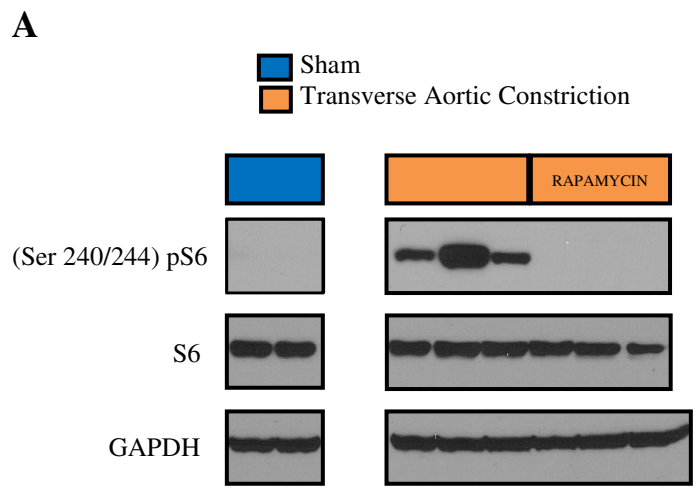 A
Sham
Transverse Aortic Constriction
RAPAMYCIN
(Ser 240/244) pS6
S6
GAPDH